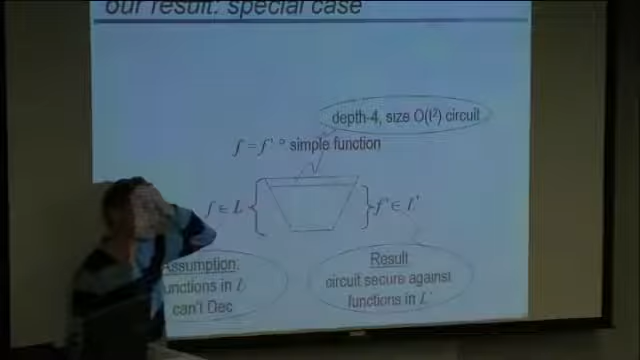 our result: special case
depth-4, size O(l²) circuit
f = f' ° simple function
f ∈ L
f' ∈ L'
Assumption:
functions in L
can't Dec
Result
circuit secure against
functions in L'